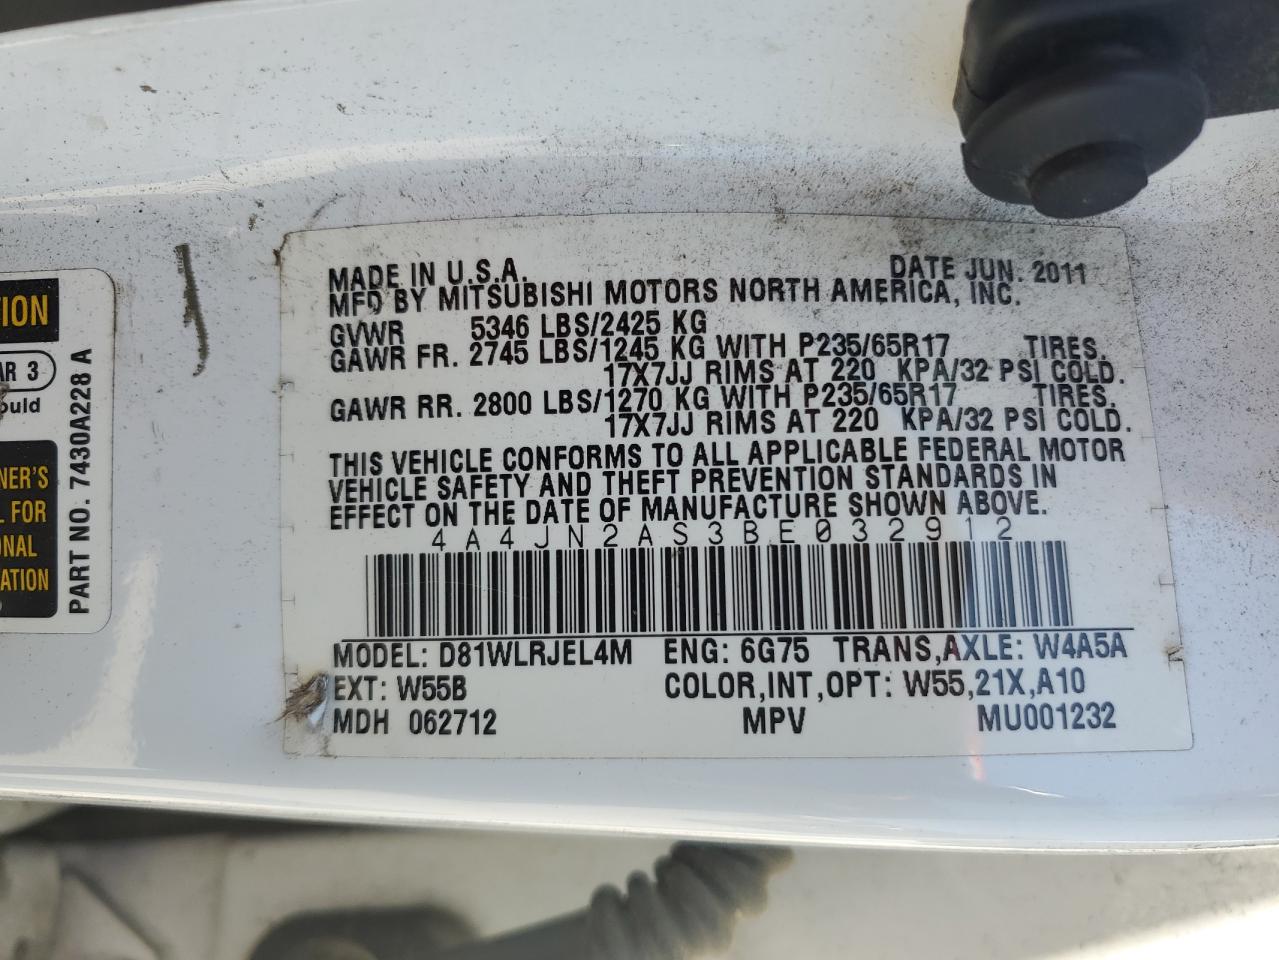 TION
AR 3
ould
NER'S
L FOR
ONAL
ATION
PART NO. 7430A228 A
MADE IN U.S.A. DATE JUN. 2011
MFD BY MITSUBISHI MOTORS NORTH AMERICA, INC.
GVWR 5346 LBS/2425 KG
GAWR FR. 2745 LBS/1245 KG WITH P235/65R17 TIRES.
17X7JJ RIMS AT 220 KPA/32 PSI COLD.
GAWR RR. 2800 LBS/1270 KG WITH P235/65R17 TIRES.
17X7JJ RIMS AT 220 KPA/32 PSI COLD.
THIS VEHICLE CONFORMS TO ALL APPLICABLE FEDERAL MOTOR
VEHICLE SAFETY AND THEFT PREVENTION STANDARDS IN
EFFECT ON THE DATE OF MANUFACTURE SHOWN ABOVE.
4A4JN2AS3BE032912
MODEL: D81WLRJEL4M ENG: 6G75 TRANS,AXLE: W4A5A
EXT: W55B COLOR,INT,OPT: W55,21X,A10
MDH 062712 MPV MU001232